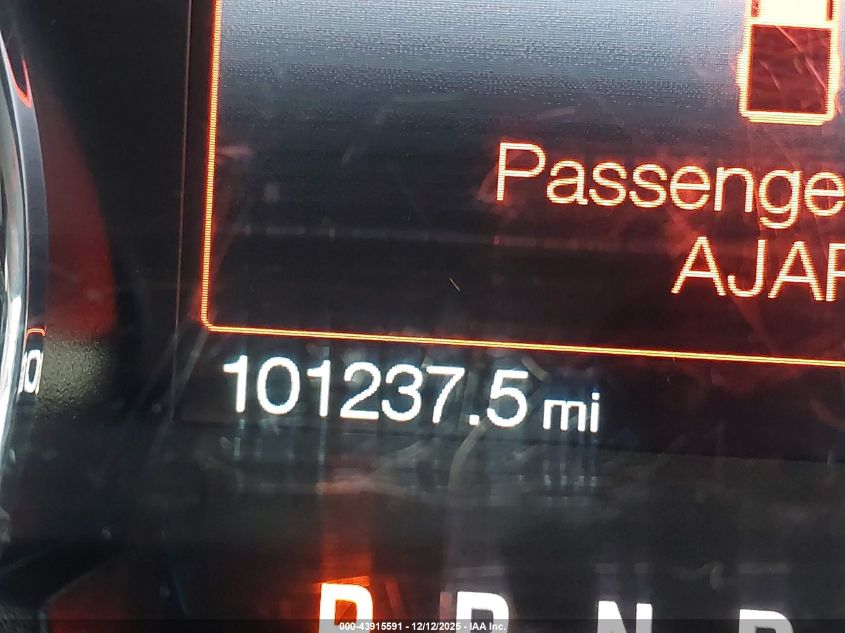 Passenge
AJAR
101237.5 mi
P R N D
000-43915591 - 12/12/2025 - IAA Inc.